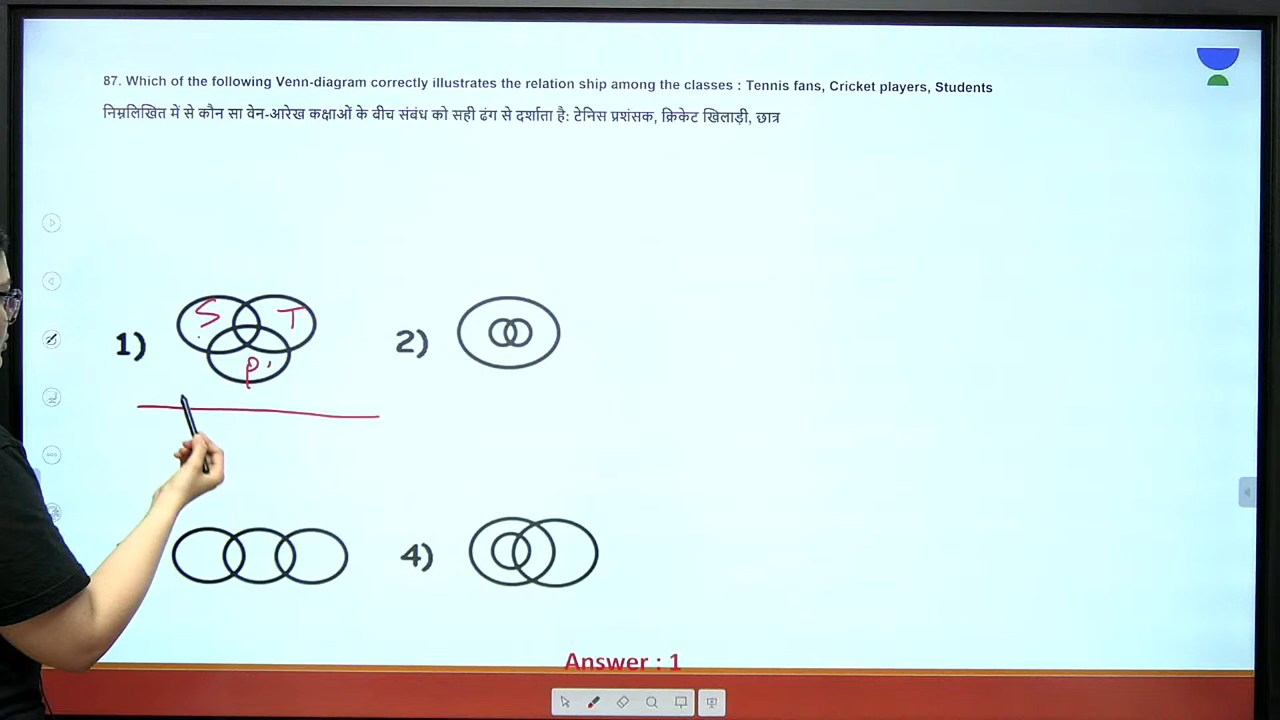 87. Which of the following Venn-diagram correctly illustrates the relation ship among the classes : Tennis fans, Cricket players, Students
निम्नलिखित में से कौन सा वेन-आरेख कक्षाओं के बीच संबंध को सही ढंग से दर्शाता है: टेनिस प्रशंसक, क्रिकेट खिलाड़ी, छात्र
1)
S
T
P
2)
4)
Answer : 1